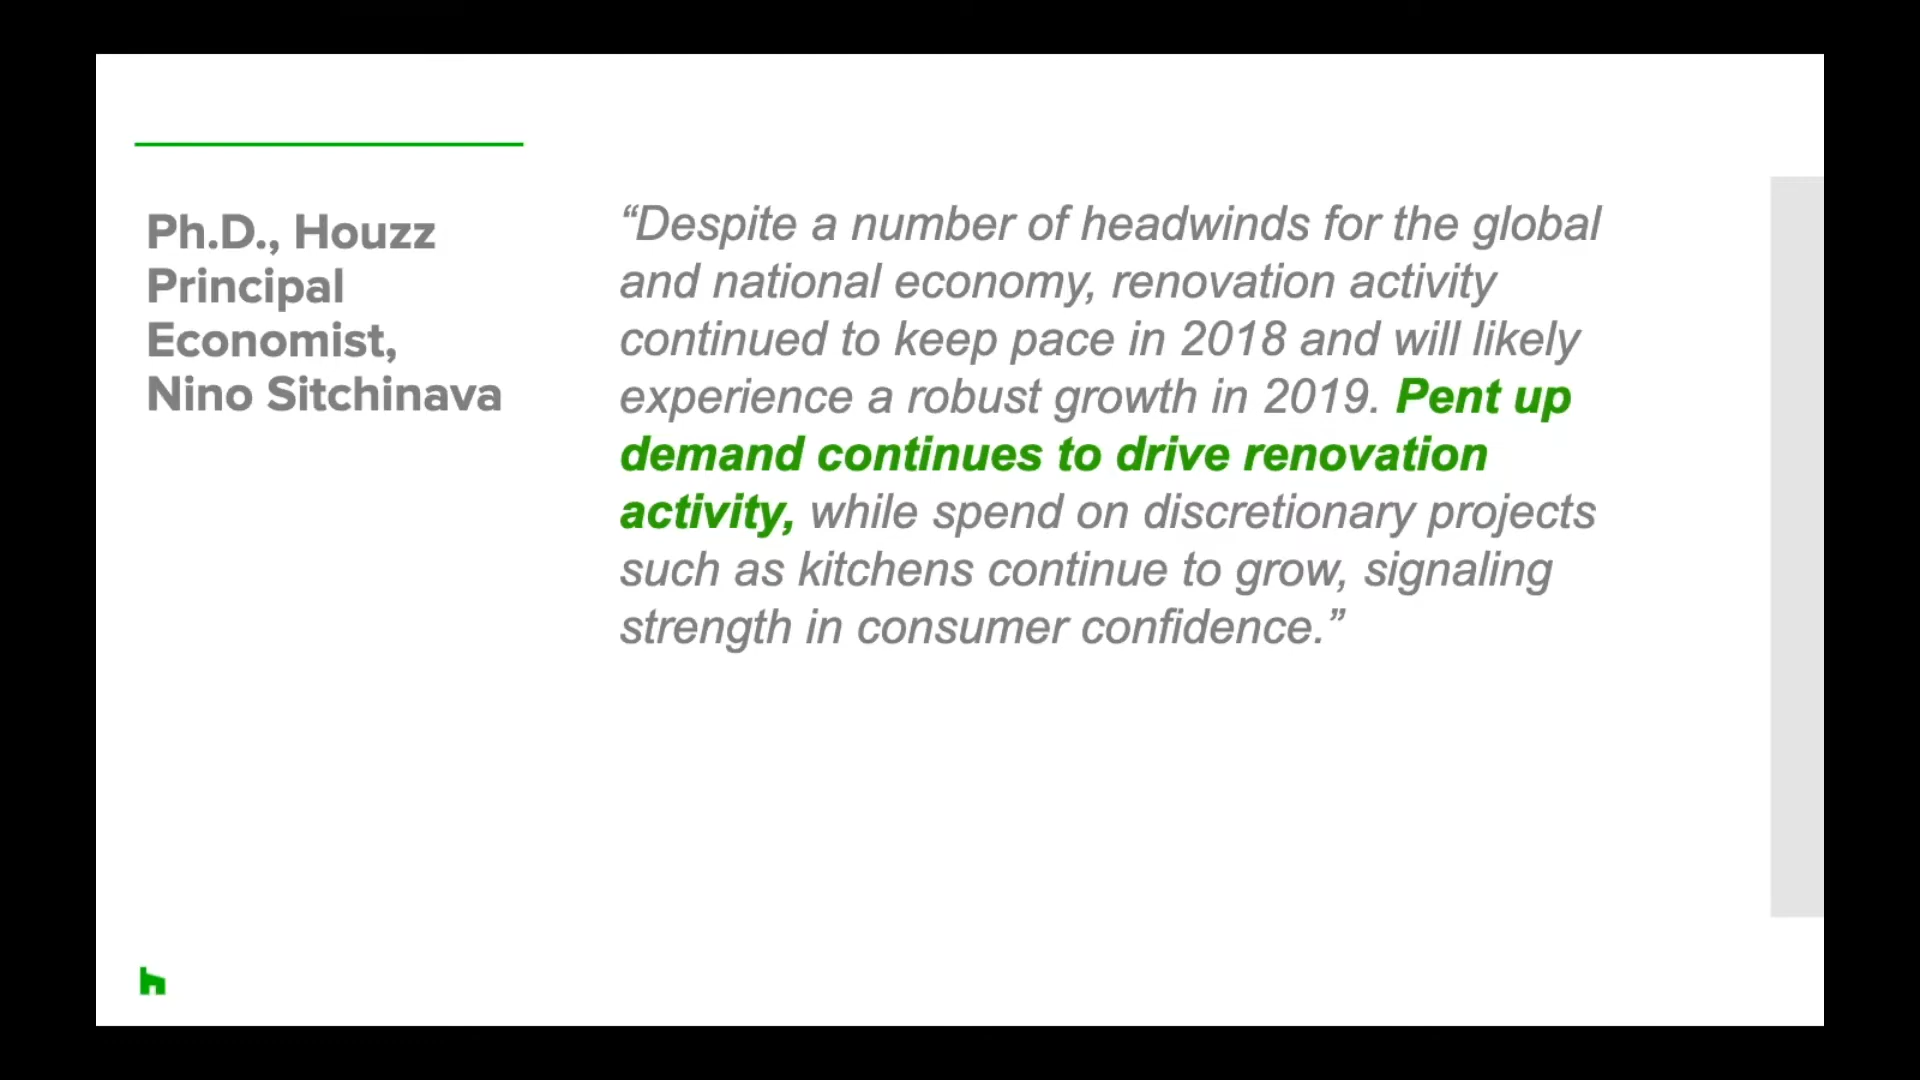 Ph.D., Houzz
Principal
Economist,
Nino Sitchinava
“Despite a number of headwinds for the global
and national economy, renovation activity
continued to keep pace in 2018 and will likely
experience a robust growth in 2019. Pent up
demand continues to drive renovation
activity, while spend on discretionary projects
such as kitchens continue to grow, signaling
strength in consumer confidence.”